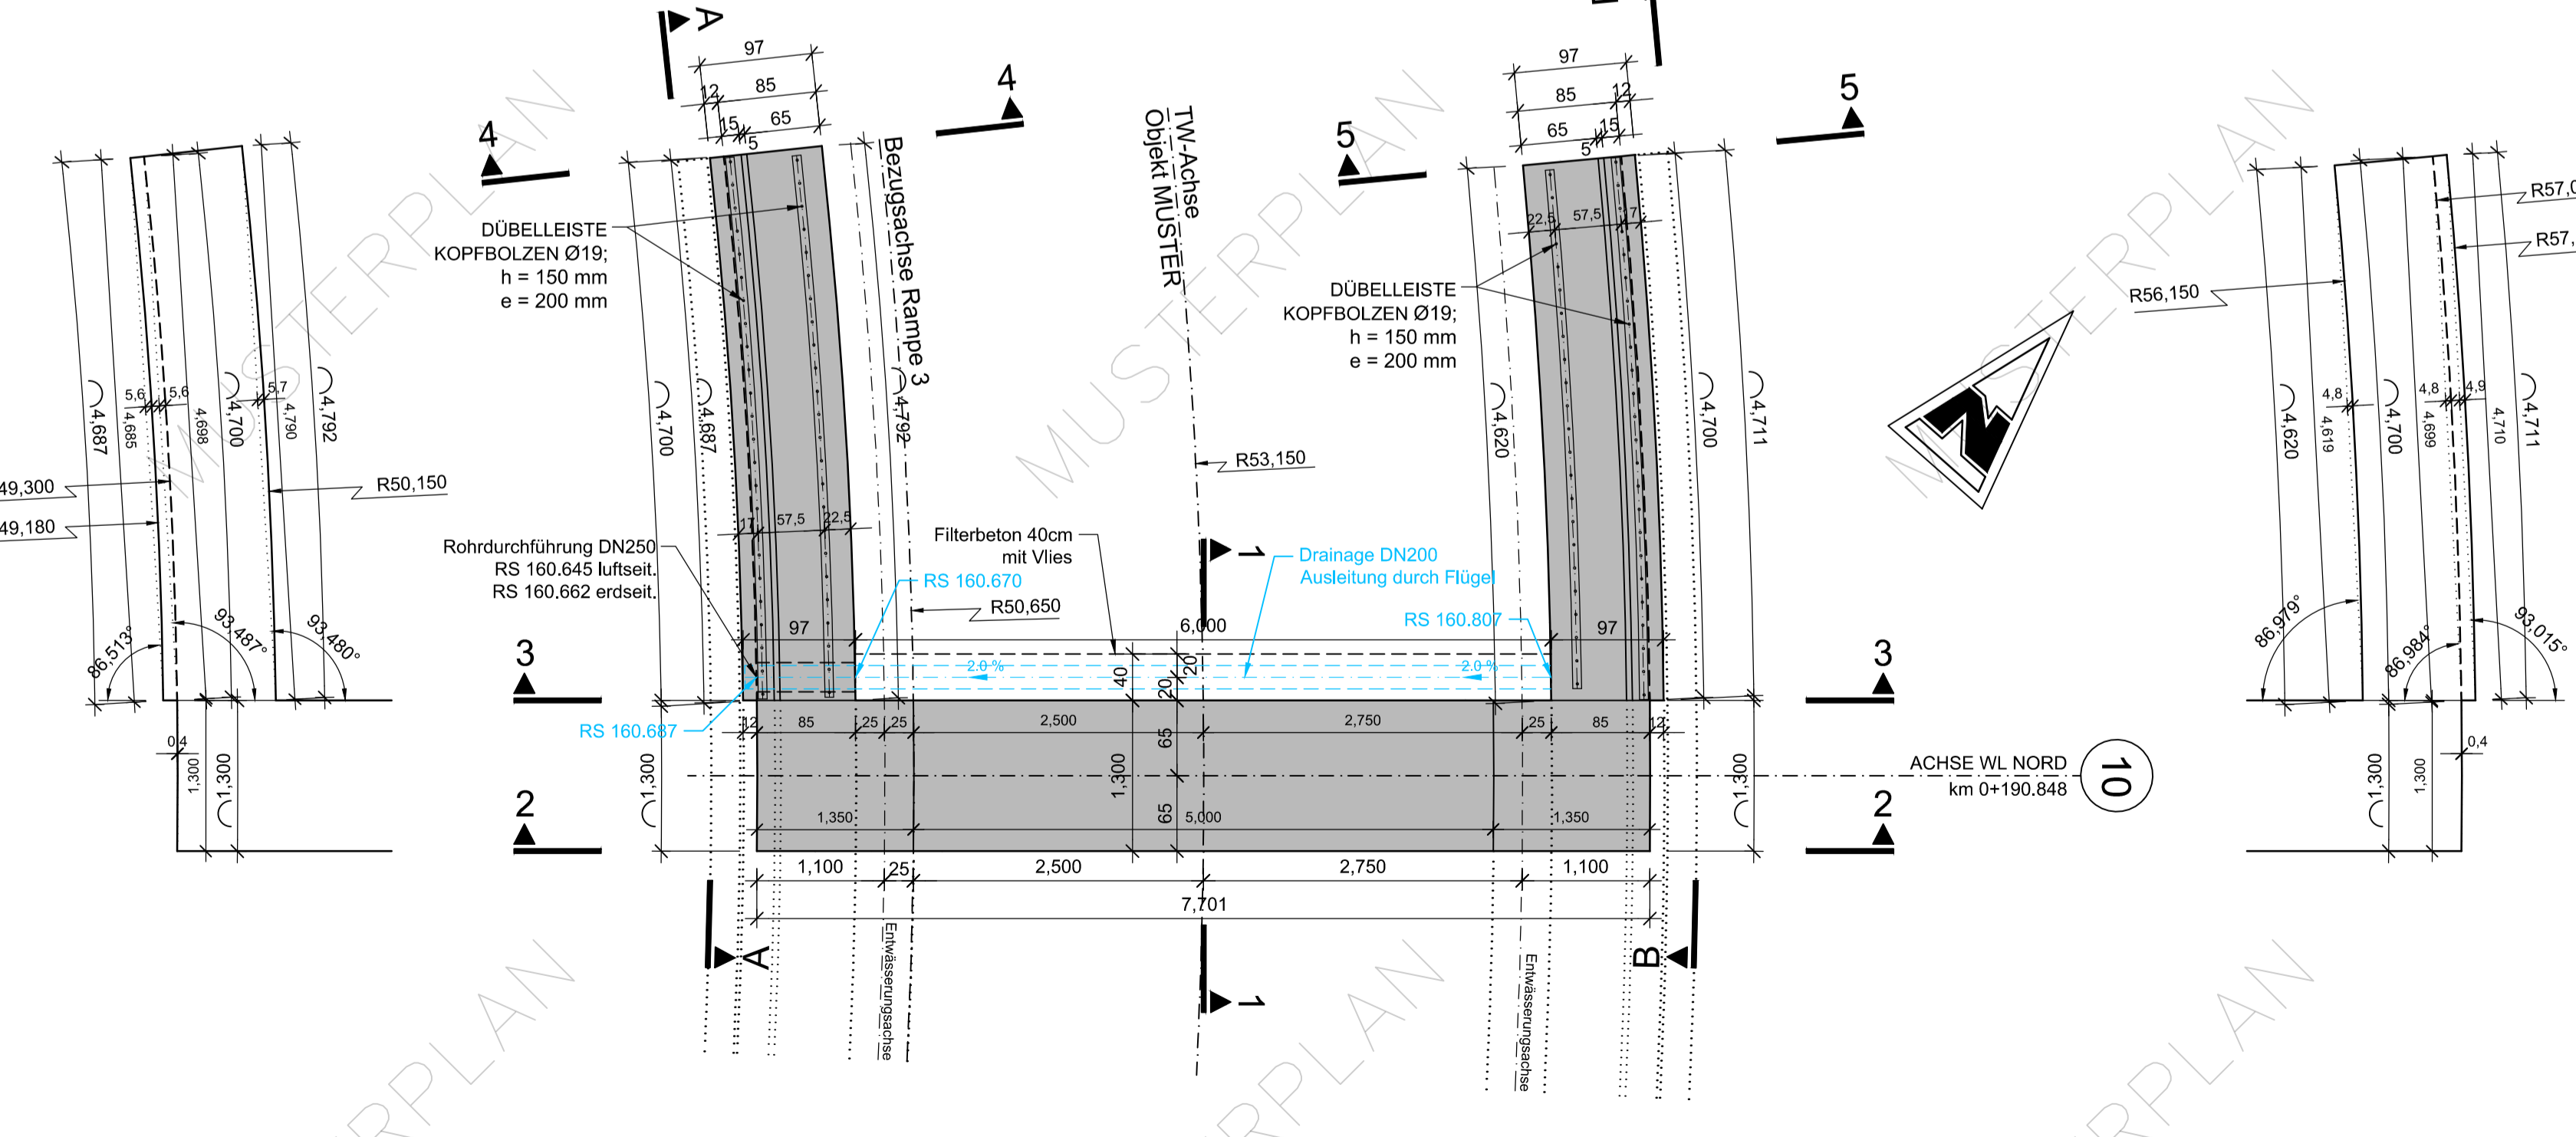 A
97
85
12
65
15
5
4
4
Bezugsachse Rampe 3
TW-Achse
Objekt MUSTER
97
85
12
65
15
5
5
5
DÜBELLEISTE
KOPFBOLZEN Ø19;
h = 150 mm
e = 200 mm
DÜBELLEISTE
KOPFBOLZEN Ø19;
h = 150 mm
e = 200 mm
22,5
57,5
7
R56,150
MUSTERPLAN
MUSTERPLAN
MUSTERPLAN
4,687
4,685
5,6
5,6
4,698
4,700
5,7
4,790
4,792
49,300
49,180
R50,150
86,513°
93,487°
93,480°
0,4
1,300
1,300
4,700
4,687
4,792
17
57,5
22,5
R53,150
4,620
4,700
4,711
4,620
4,619
4,8
4,700
4,8
4,699
4,9
4,710
4,711
86,979°
86,984°
93,015°
0,4
1,300
1,300
Rohrdurchführung DN250
RS 160.645 luftseit.
RS 160.662 erdseit.
Filterbeton 40cm
mit Vlies
1
Drainage DN200
Ausleitung durch Flügel
RS 160.670
R50,650
RS 160.807
97
6,000
97
2.0 %
2.0 %
40
20
20
3
3
RS 160.687
12
85
25
25
2,500
2,750
25
85
12
65
1,300
1,300
1,300
65
ACHSE WL NORD
km 0+190.848
10
2
2
1,350
5,000
1,350
1,100
25
2,500
2,750
1,100
7,701
A
B
1
Entwässerungsachse
Entwässerungsachse